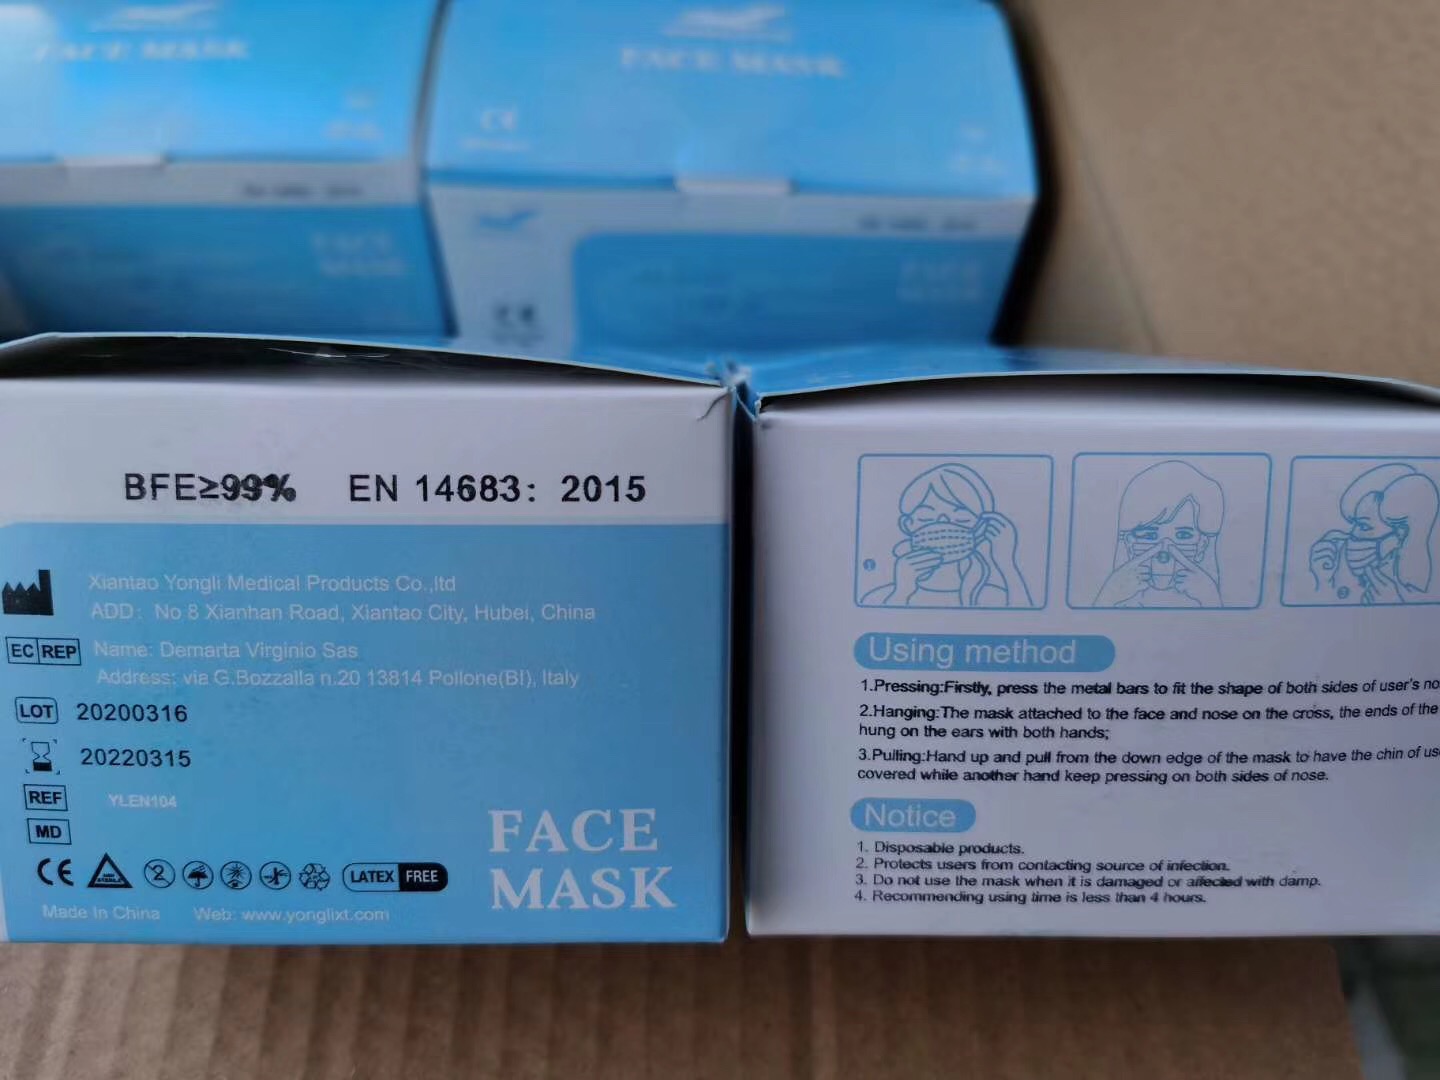 FACE MASK
FACE MASK
FACE
MASK
FACE
MASK
BFE≥99% EN 14683: 2015
Xiantao Yongli Medical Products Co.,ltd
ADD: No 8 Xianhan Road, Xiantao City, Hubei, China
EC REP Name: Demarta Virginio Sas
Address: via G.Bozzalla n.20 13814 Pollone(BI), Italy
LOT 20200316
20220315
REF YLEN104
MD
CE 2 LATEX FREE
FACE
MASK
Made In China Web: www.yonglixt.com
Using method
1.Pressing:Firstly, press the metal bars to fit the shape of both sides of user's
2.Hanging:The mask attached to the face and nose on the cross, the ends of the
hung on the ears with both hands;
3.Pulling:Hand up and pull from the down edge of the mask to have the chin of
covered while another hand keep pressing on both sides of nose.
Notice
1. Disposable products.
2. Protects users from contacting source of infection.
3. Do not use the mask when it is damaged or affected with damp.
4. Recommending using time is less than 4 hours.